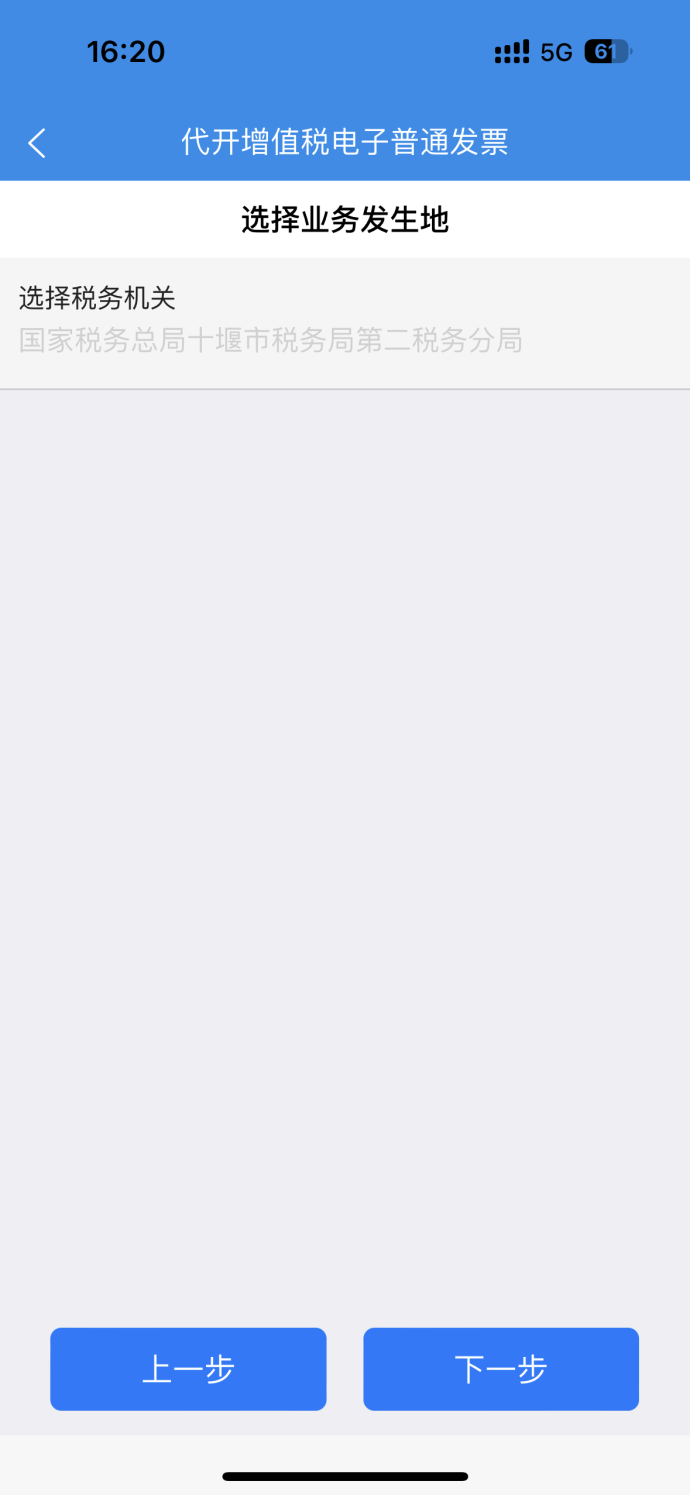 16:20
5G 61
代开增值税电子普通发票
选择业务发生地
选择税务机关
国家税务总局十堰市税务局第二税务分局
上一步
下一步